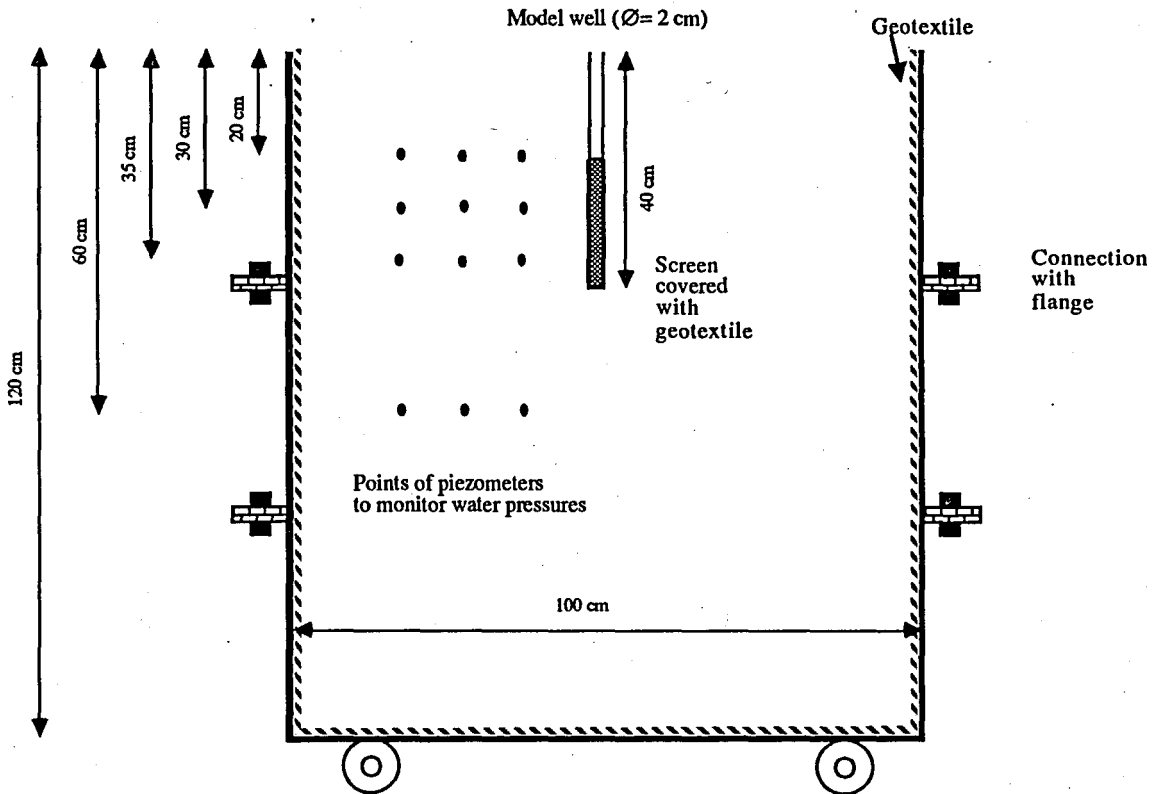 Model well (Ø= 2 cm)
Geotextile
20 cm
30 cm
35 cm
60 cm
120 cm
40 cm
Screen
covered
with
geotextile
Connection
with
flange
Points of piezometers
to monitor water pressures
100 cm